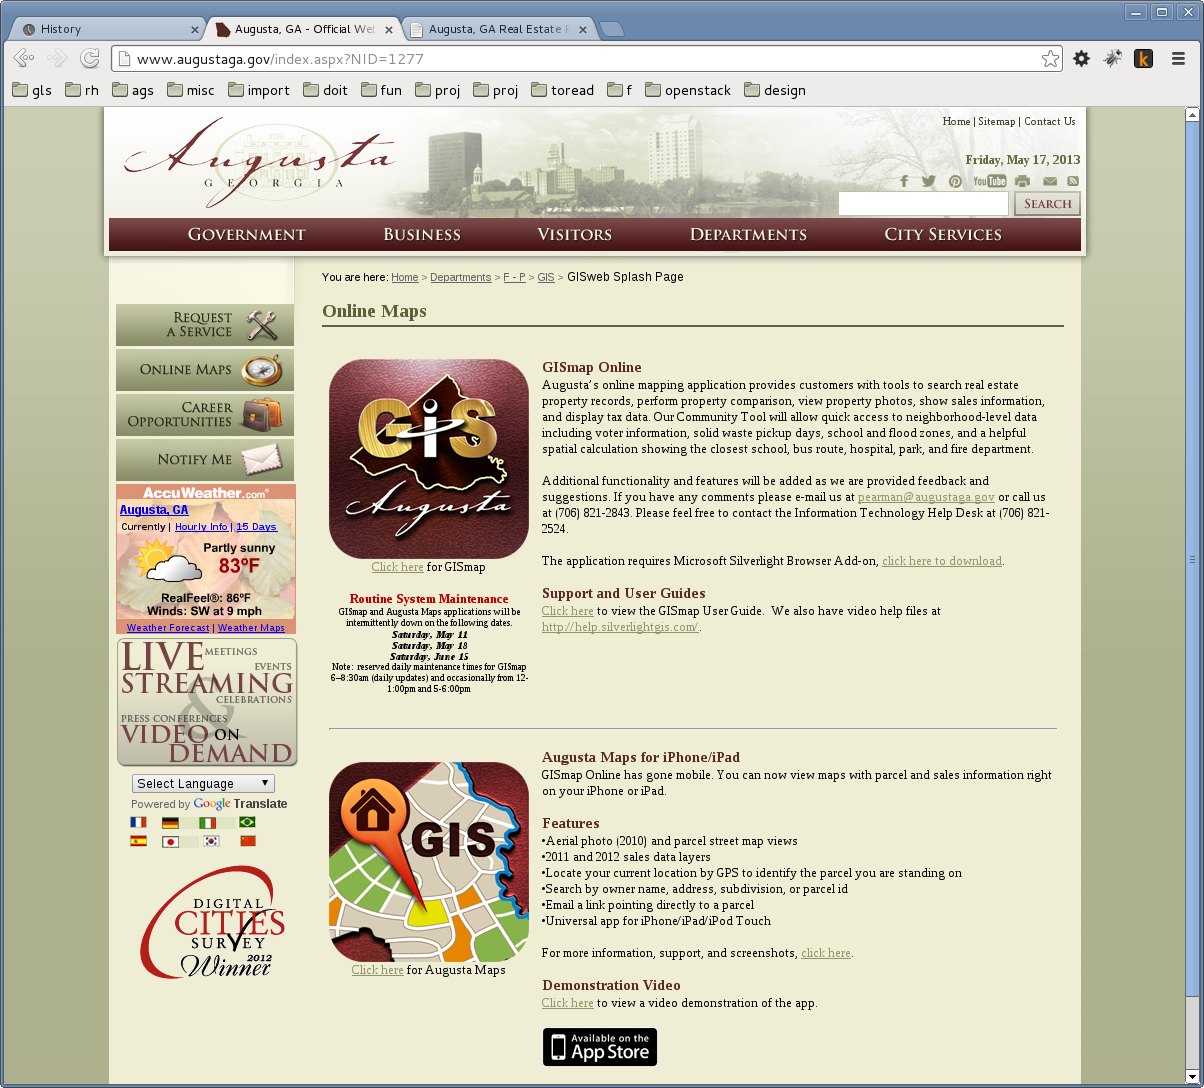 History
Augusta, GA - Official Web
Augusta, GA Real Estate P
www.augustaga.gov/index.aspx?NID=1277
k
gls rh ags misc import doit fun proj proj toread f openstack design
Home | Sitemap | Contact Us
Augusta
GEORGIA
Friday, May 17, 2013
YouTube
SEARCH
GOVERNMENT BUSINESS VISITORS DEPARTMENTS CITY SERVICES
You are here: Home > Departments > F - P > GIS > GISweb Splash Page
Online Maps
REQUEST
A SERVICE
ONLINE MAPS
CAREER
OPPORTUNITIES
NOTIFY ME
AccuWeather.com®
Augusta, GA
Currently | Hourly Info | 15 Days
Partly sunny
83ºF
RealFeel®: 86ºF
Winds: SW at 9 mph
Weather Forecast | Weather Maps
LIVE MEETINGS
EVENTS
STREAMING
CELEBRATIONS
&
PRESS CONFERENCES
VIDEO ON
DEMAND
Select Language
Powered by Google Translate
DIGITAL
CITIES
SURVEY
2012
Winner
GIS
Augusta
Click here for GISmap
Routine System Maintenance
GISmap and Augusta Maps applications will be
intermittently down on the following dates.
Saturday, May 11
Saturday, May 18
Saturday, June 15
Note: reserved daily maintenance times for GISmap
6–8:30am (daily updates) and occasionally from 12-
1:00pm and 5-6:00pm
GISmap Online
Augusta's online mapping application provides customers with tools to search real estate
property records, perform property comparison, view property photos, show sales information,
and display tax data. Our Community Tool will allow quick access to neighborhood-level data
including voter information, solid waste pickup days, school and flood zones, and a helpful
spatial calculation showing the closest school, bus route, hospital, park, and fire department.
Additional functionality and features will be added as we are provided feedback and
suggestions. If you have any comments please e-mail us at pearman@augustaga.gov or call us
at (706) 821-2843. Please feel free to contact the Information Technology Help Desk at (706) 821-
2524.
The application requires Microsoft Silverlight Browser Add-on, click here to download.
Support and User Guides
Click here to view the GISmap User Guide. We also have video help files at
http://help.silverlightgis.com/.
GIS
Click here for Augusta Maps
Augusta Maps for iPhone/iPad
GISmap Online has gone mobile. You can now view maps with parcel and sales information right
on your iPhone or iPad.
Features
•Aerial photo (2010) and parcel street map views
•2011 and 2012 sales data layers
•Locate your current location by GPS to identify the parcel you are standing on
•Search by owner name, address, subdivision, or parcel id
•Email a link pointing directly to a parcel
•Universal app for iPhone/iPad/iPod Touch
For more information, support, and screenshots, click here.
Demonstration Video
Click here to view a video demonstration of the app.
Available on the
App Store